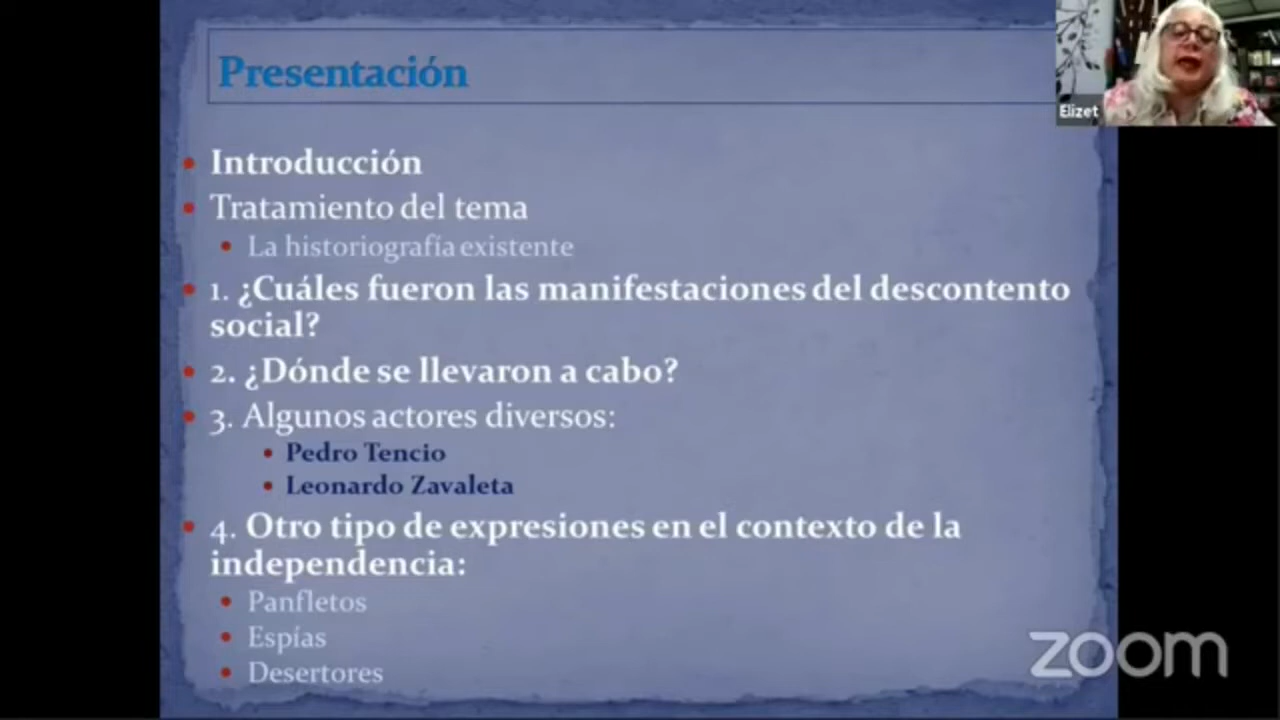 Presentación
Elizet
Introducción
Tratamiento del tema
La historiografía existente
1. ¿Cuáles fueron las manifestaciones del descontento
social?
2. ¿Dónde se llevaron a cabo?
3. Algunos actores diversos:
Pedro Tencio
Leonardo Zavaleta
4. Otro tipo de expresiones en el contexto de la
independencia:
Panfletos
Espías
Desertores
zoom